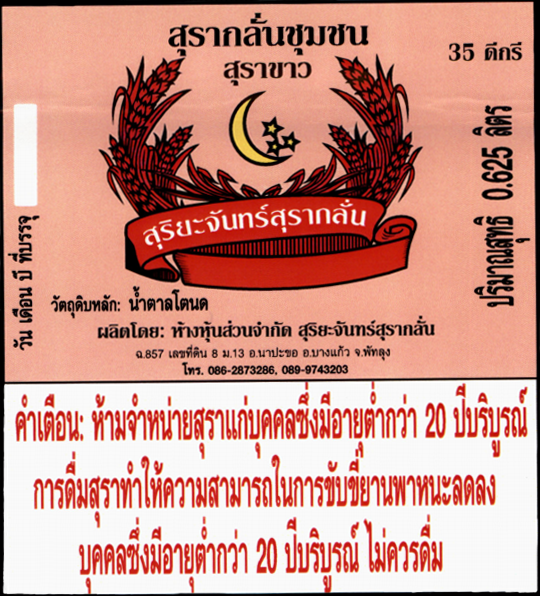 สุรากลั่นชุมชน
สุราขาว
35 ดีกรี
ปริมาณสุทธิ 0.625 ลิตร
วัน เดือน ปี ที่บรรจุ
สุริยะจันทร์สุรากลั่น
วัตถุดิบหลัก: น้ำตาลโตนด
ผลิตโดย: ห้างหุ้นส่วนจำกัด สุริยะจันทร์สุรากลั่น
ฉ.857 เลขที่ดิน 8 ม.13 อ.นาปะขอ อ.บางแก้ว จ.พัทลุง
โทร. 086-2873286, 089-9743203
คำเตือน: ห้ามจำหน่ายสุราแก่บุคคลซึ่งมีอายุต่ำกว่า 20 ปีบริบูรณ์
การดื่มสุราทำให้ความสามารถในการขับขี่ยานพาหนะลดลง
บุคคลซึ่งมีอายุต่ำกว่า 20 ปีบริบูรณ์ ไม่ควรดื่ม